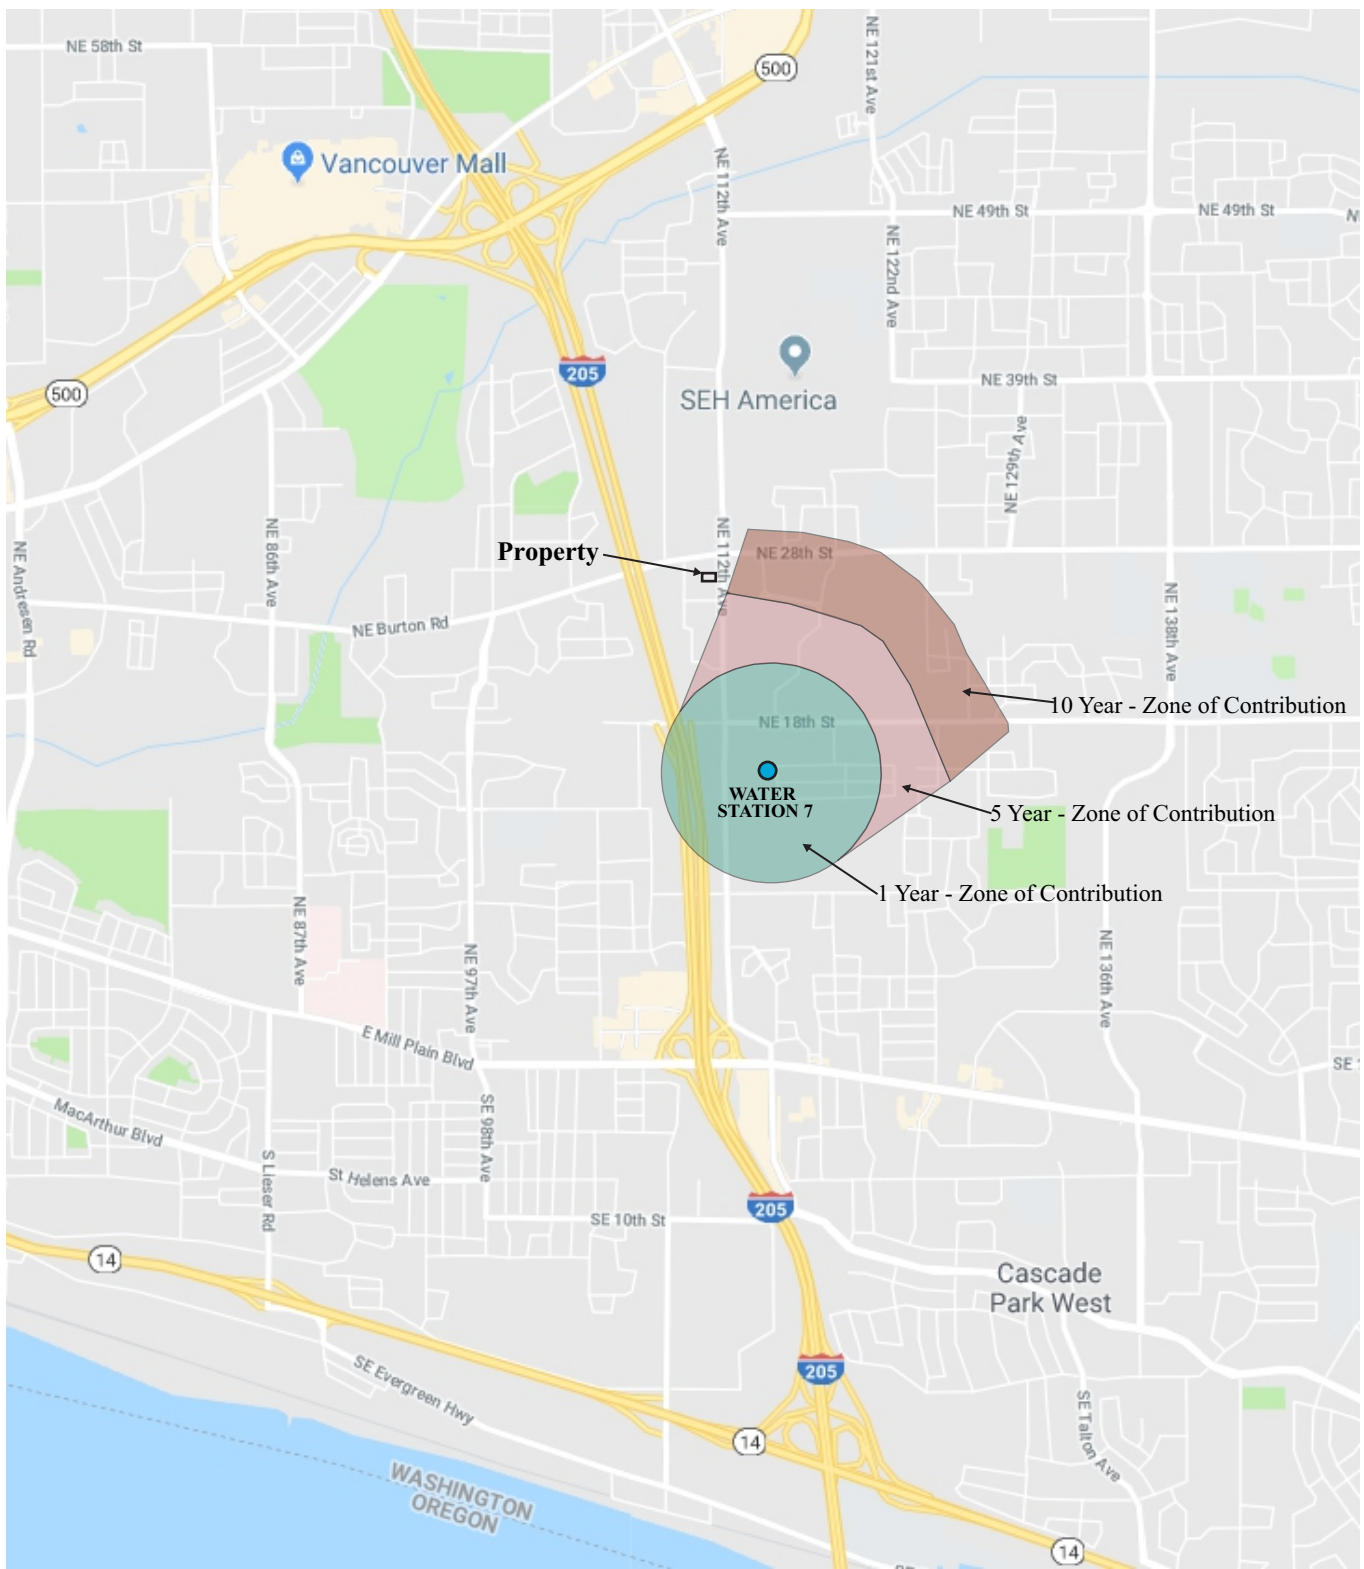 NE 58th St
500
NE 121st Ave
Vancouver Mall
NE 112th Ave
NE 49th St
NE 49th St
N
NE 122nd Ave
205
SEH America
NE 39th St
500
NE 129th Ave
NE Andresen Rd
NE 86th Ave
NE 112th Ave
Property
NE 28th St
NE 138th Ave
NE Burton Rd
10 Year - Zone of Contribution
NE 18th St
WATER
STATION 7
5 Year - Zone of Contribution
1 Year - Zone of Contribution
NE 87th Ave
NE 97th Ave
NE 136th Ave
E Mill Plain Blvd
SE
MacArthur Blvd
SE 98th Ave
S Lieser Rd
St Helens Ave
205
SE 10th St
14
Cascade
Park West
205
SE Evergreen Hwy
SE Talton Ave
14
WASHINGTON
OREGON
14